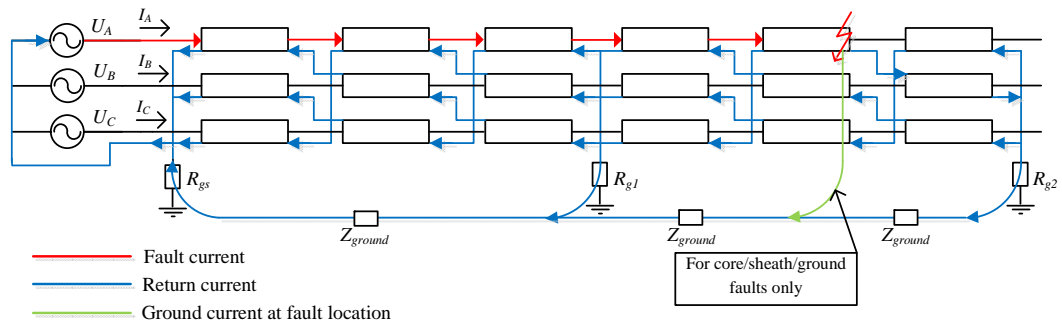 U_A
I_A
U_B
I_B
U_C
I_C
R_gs
R_g1
R_g2
Z_ground
Z_ground
Z_ground
For core/sheath/ground
faults only
Fault current
Return current
Ground current at fault location